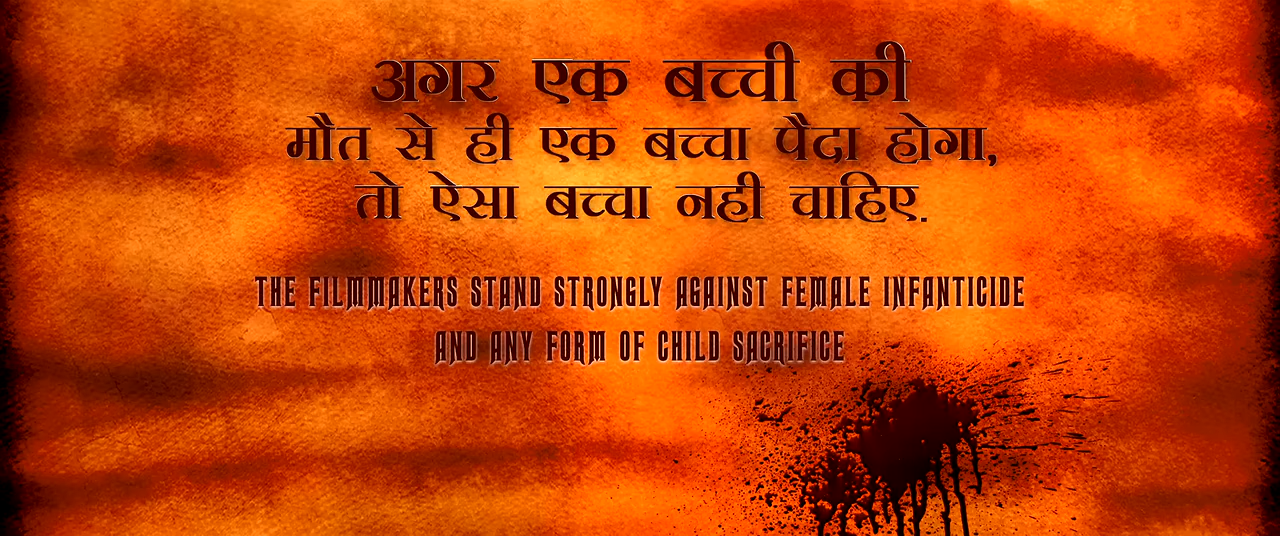 अगर एक बच्ची की
मौत से ही एक बच्चा पैदा होगा,
तो ऐसा बच्चा नही चाहिए.
THE FILMMAKERS STAND STRONGLY AGAINST FEMALE INFANTICIDE
AND ANY FORM OF CHILD SACRIFICE